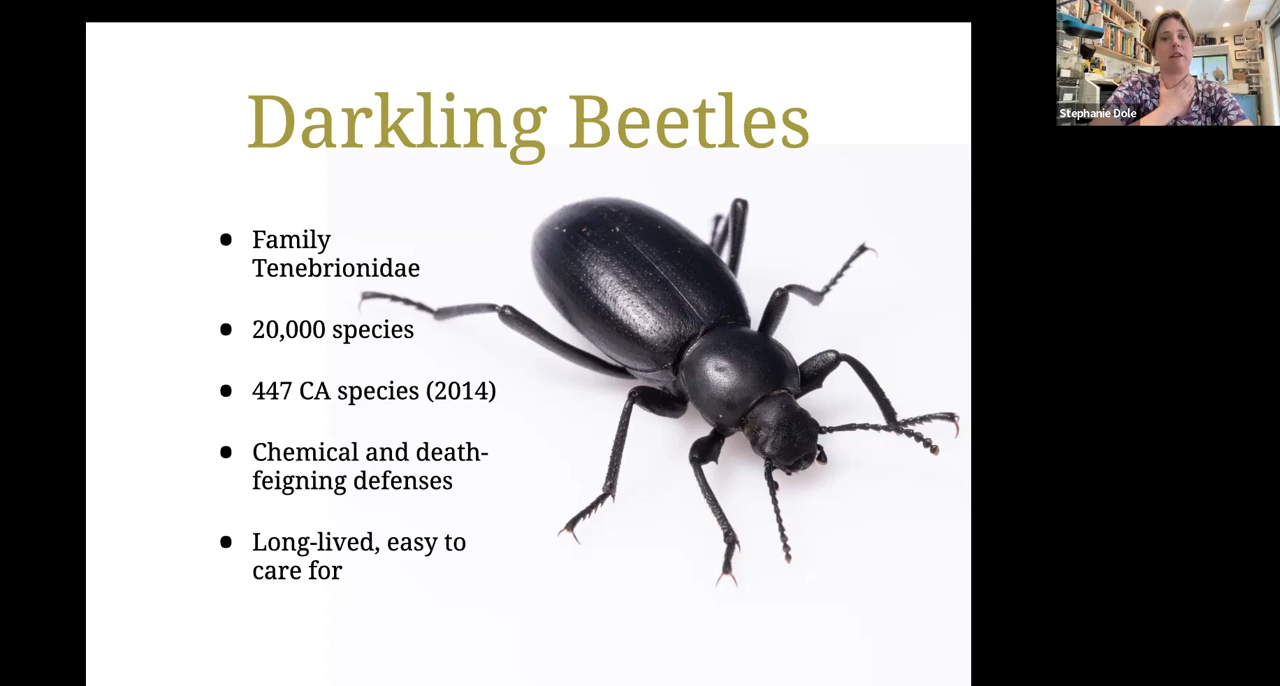 Darkling Beetles
• Family
Tenebrionidae
• 20,000 species
• 447 CA species (2014)
• Chemical and death-
feigning defenses
• Long-lived, easy to
care for
Stephanie Dole